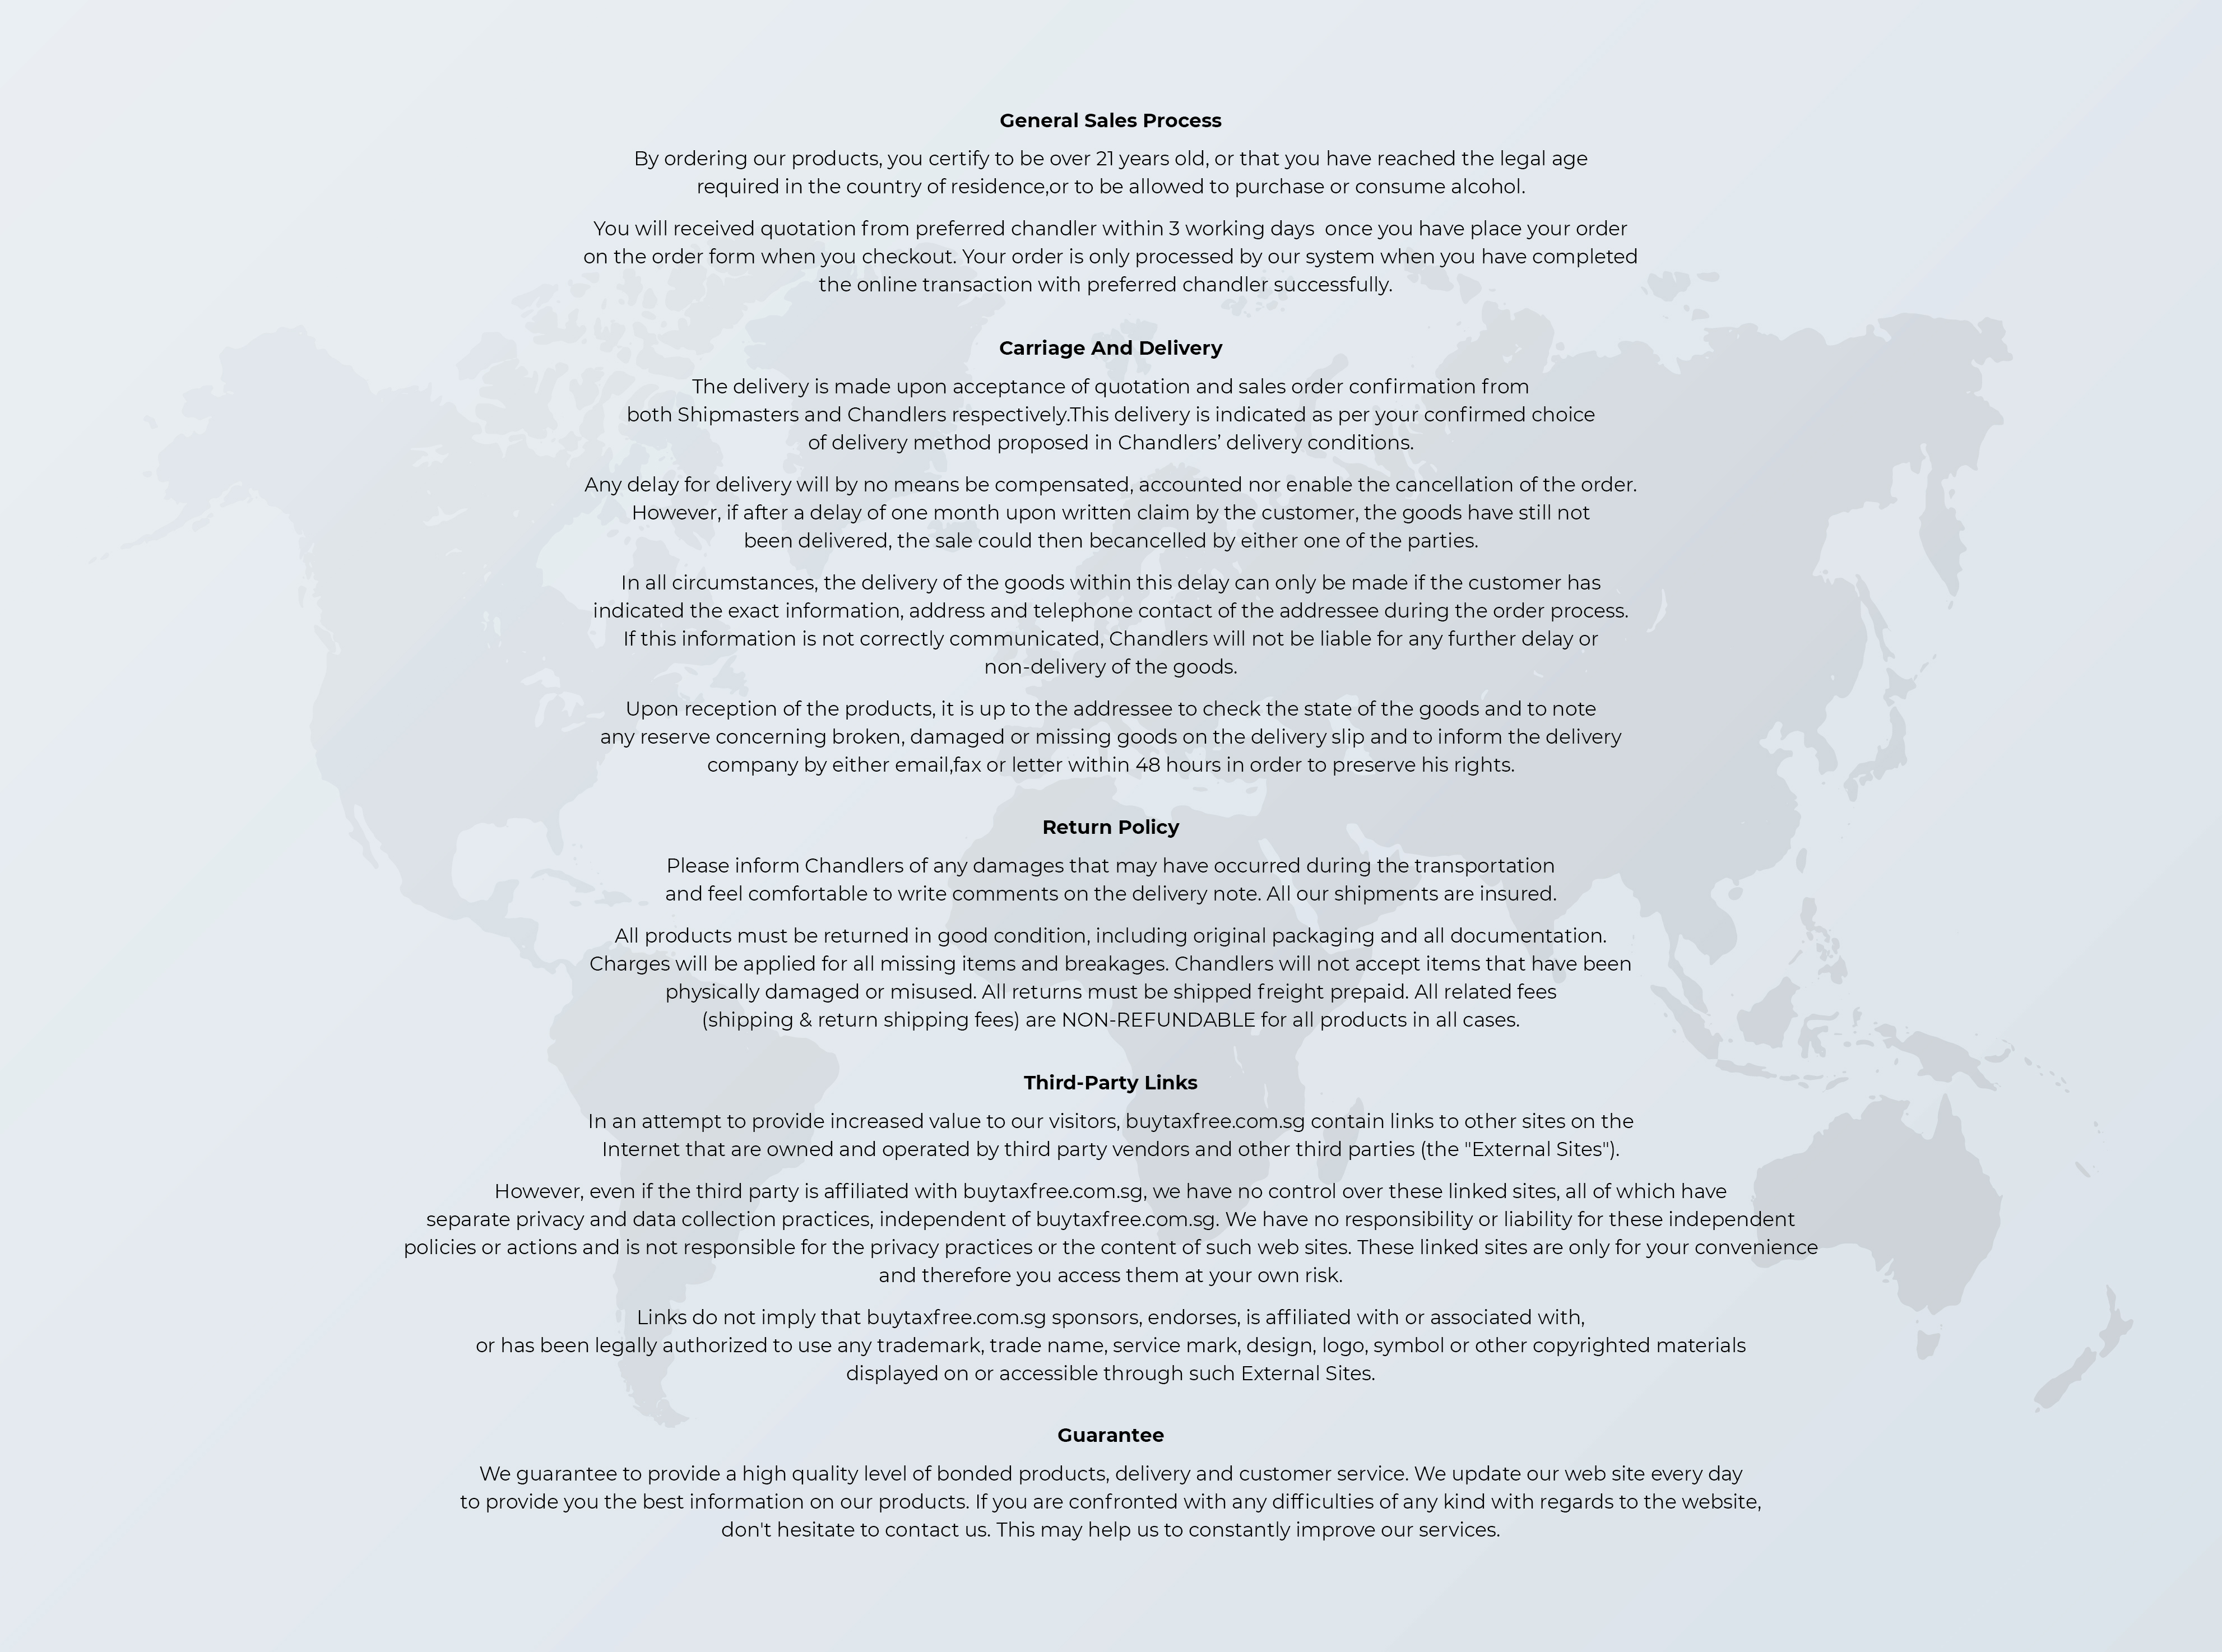 General Sales Process
By ordering our products, you certify to be over 21 years old, or that you have reached the legal age
required in the country of residence,or to be allowed to purchase or consume alcohol.
You will received quotation from preferred chandler within 3 working days  once you have place your order
on the order form when you checkout. Your order is only processed by our system when you have completed
the online transaction with preferred chandler successfully.
Carriage And Delivery
The delivery is made upon acceptance of quotation and sales order confirmation from
both Shipmasters and Chandlers respectively.This delivery is indicated as per your confirmed choice
of delivery method proposed in Chandlers’ delivery conditions.
Any delay for delivery will by no means be compensated, accounted nor enable the cancellation of the order.
However, if after a delay of one month upon written claim by the customer, the goods have still not
been delivered, the sale could then becancelled by either one of the parties.
In all circumstances, the delivery of the goods within this delay can only be made if the customer has
indicated the exact information, address and telephone contact of the addressee during the order process.
If this information is not correctly communicated, Chandlers will not be liable for any further delay or
non-delivery of the goods.
Upon reception of the products, it is up to the addressee to check the state of the goods and to note
any reserve concerning broken, damaged or missing goods on the delivery slip and to inform the delivery
company by either email,fax or letter within 48 hours in order to preserve his rights.
Return Policy
Please inform Chandlers of any damages that may have occurred during the transportation
and feel comfortable to write comments on the delivery note. All our shipments are insured.
All products must be returned in good condition, including original packaging and all documentation.
Charges will be applied for all missing items and breakages. Chandlers will not accept items that have been
physically damaged or misused. All returns must be shipped freight prepaid. All related fees
(shipping & return shipping fees) are NON-REFUNDABLE for all products in all cases.
Third-Party Links
In an attempt to provide increased value to our visitors, buytaxfree.com.sg contain links to other sites on the
Internet that are owned and operated by third party vendors and other third parties (the "External Sites").
However, even if the third party is affiliated with buytaxfree.com.sg, we have no control over these linked sites, all of which have
separate privacy and data collection practices, independent of buytaxfree.com.sg. We have no responsibility or liability for these independent
policies or actions and is not responsible for the privacy practices or the content of such web sites. These linked sites are only for your convenience
and therefore you access them at your own risk.
Links do not imply that buytaxfree.com.sg sponsors, endorses, is affiliated with or associated with,
or has been legally authorized to use any trademark, trade name, service mark, design, logo, symbol or other copyrighted materials
displayed on or accessible through such External Sites.
Guarantee
We guarantee to provide a high quality level of bonded products, delivery and customer service. We update our web site every day
to provide you the best information on our products. If you are confronted with any difficulties of any kind with regards to the website,
don't hesitate to contact us. This may help us to constantly improve our services.